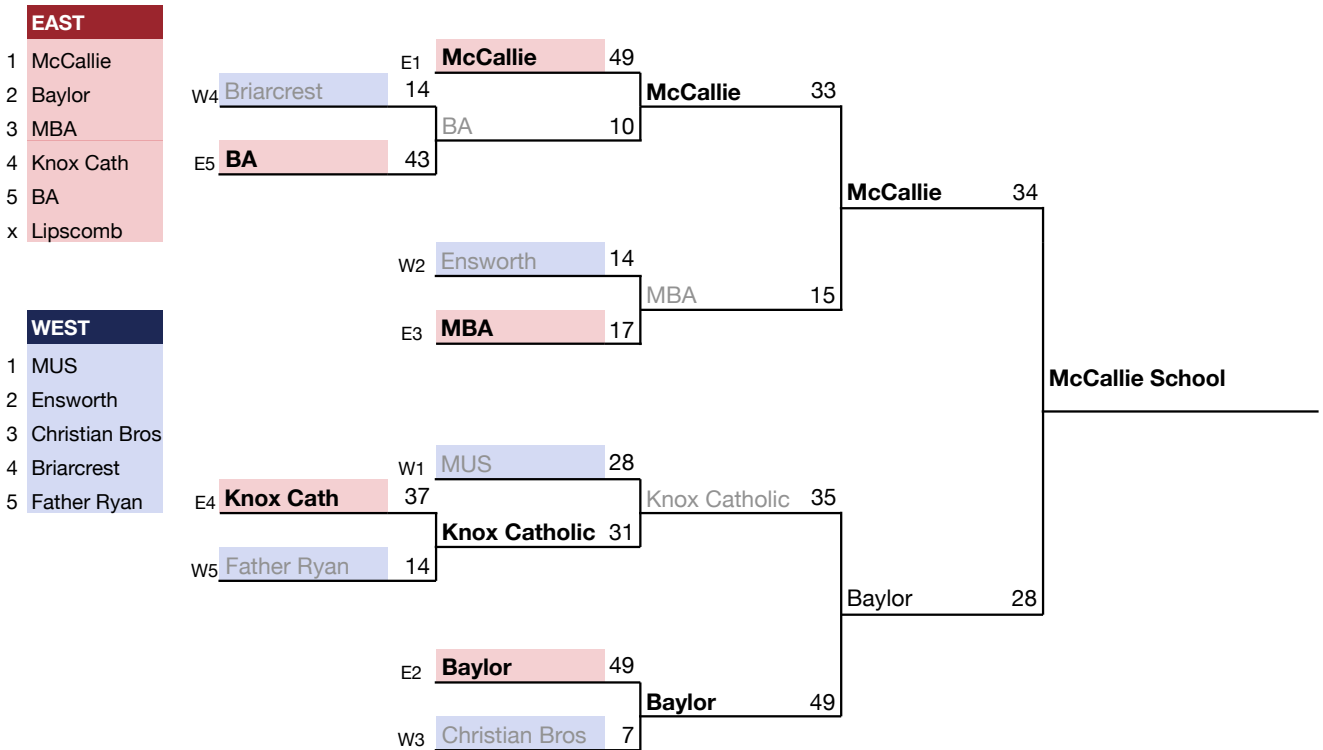 EAST
1 McCallie
2 Baylor
3 MBA
4 Knox Cath
5 BA
x Lipscomb
WEST
1 MUS
2 Ensworth
3 Christian Bros
4 Briarcrest
5 Father Ryan
W4 Briarcrest 14
E5 BA 43
E4 Knox Cath 37
W5 Father Ryan 14
E1 McCallie 49
BA 10
W2 Ensworth 14
E3 MBA 17
W1 MUS 28
Knox Catholic 31
E2 Baylor 49
W3 Christian Bros 7
McCallie 33
MBA 15
Knox Catholic 35
Baylor 49
McCallie 34
Baylor 28
McCallie School